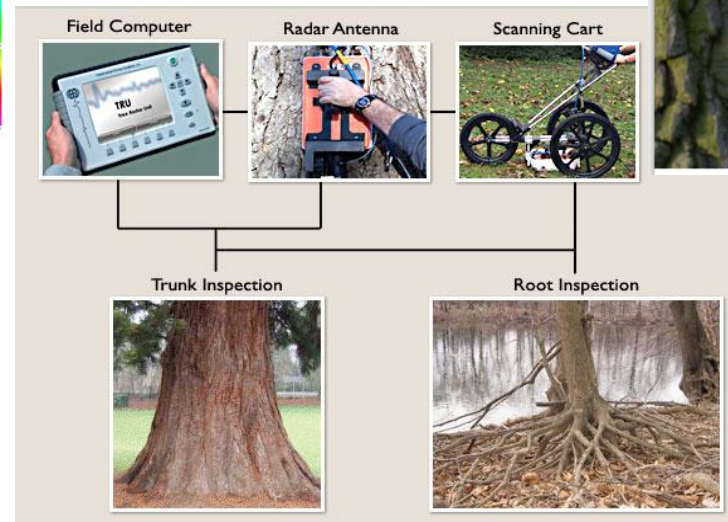 Field Computer
Radar Antenna
Scanning Cart
TRU
Tree Radar Unit
Trunk Inspection
Root Inspection